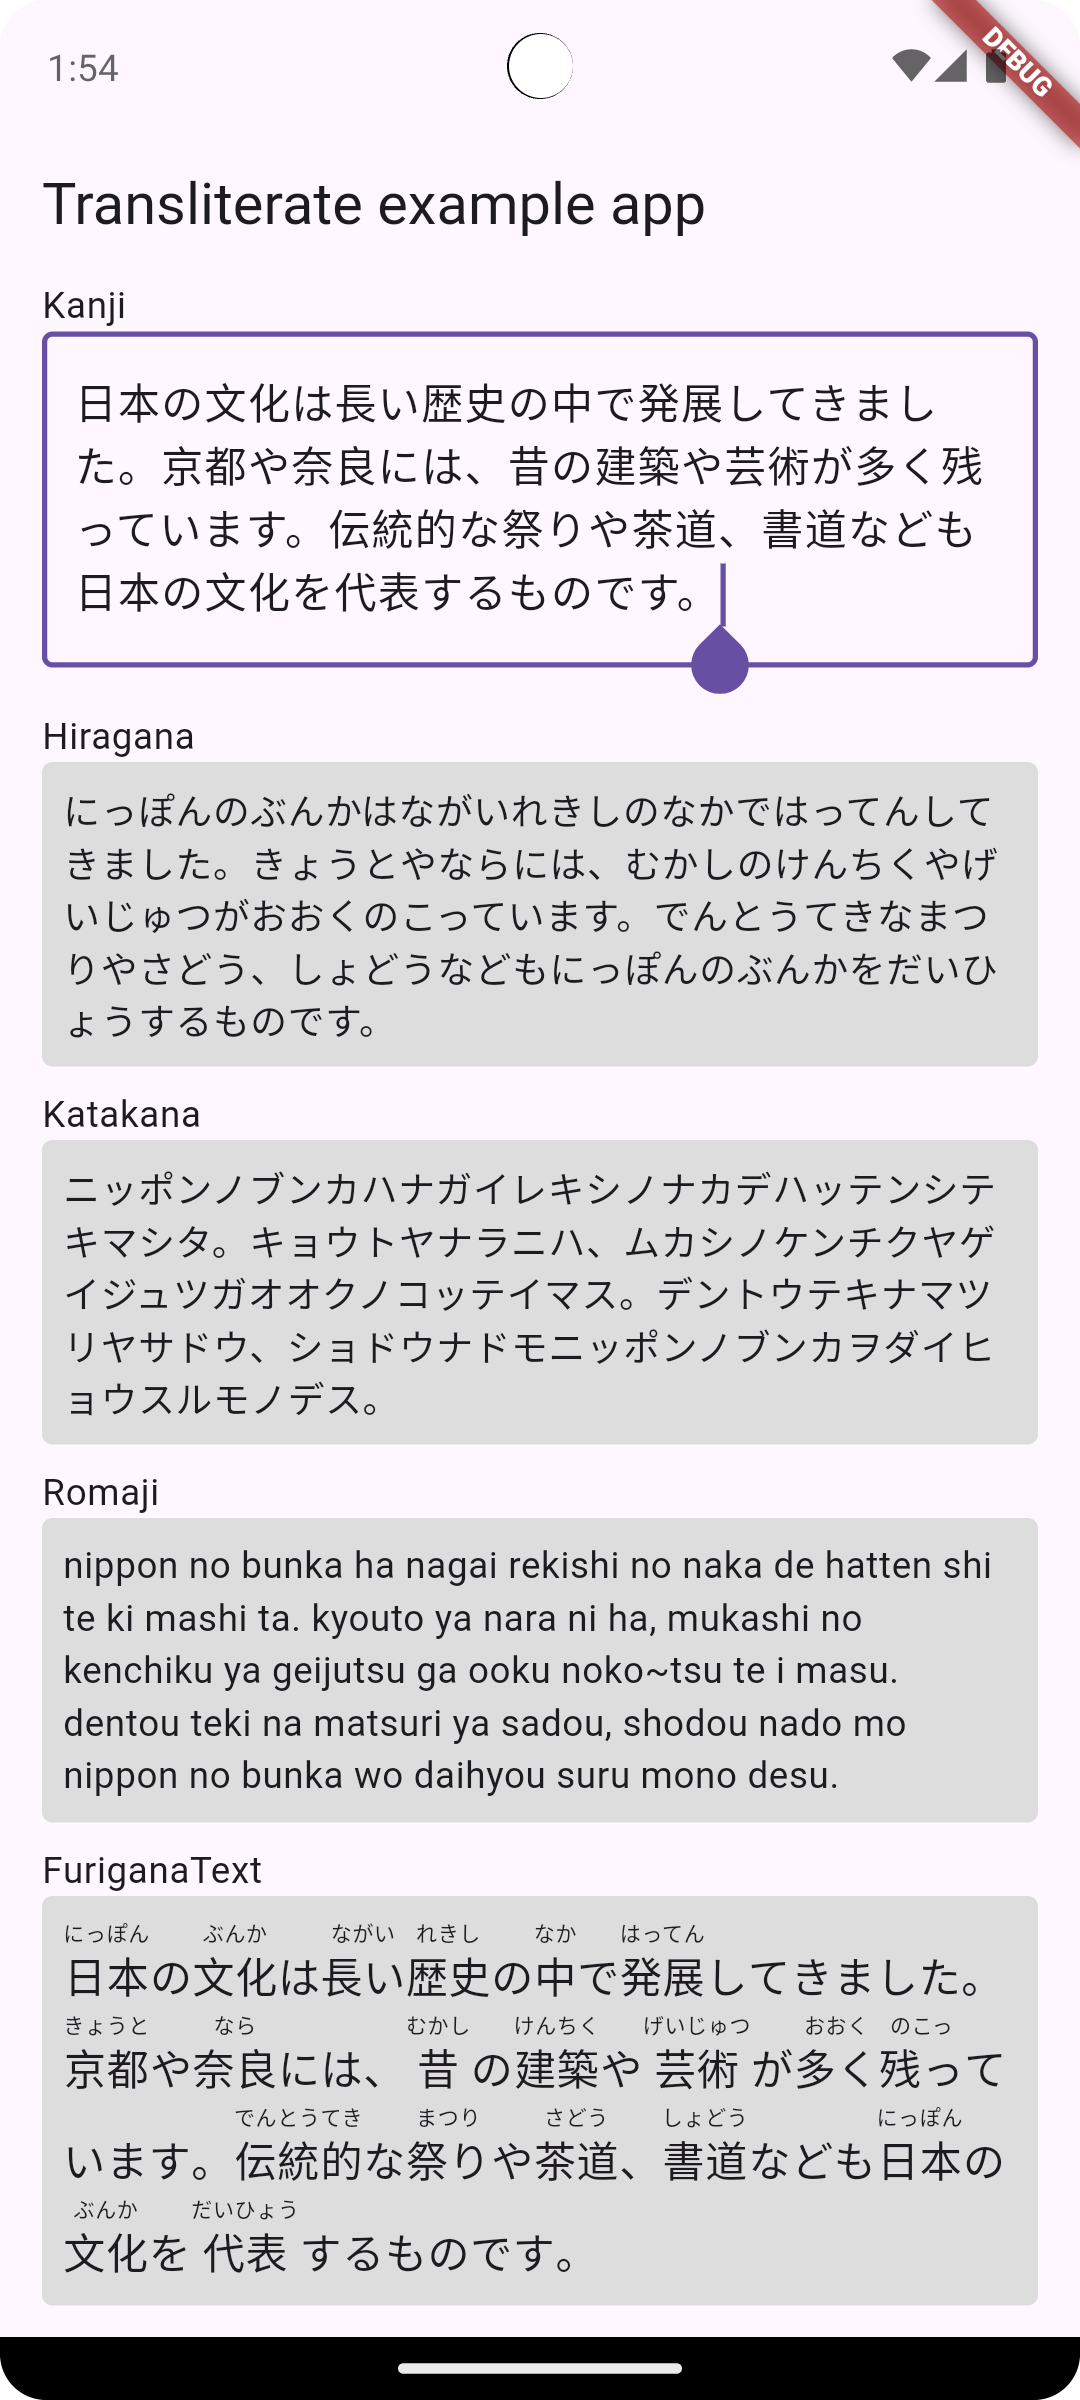 1:54
DEBUG
Transliterate example app
Kanji
日本の文化は長い歴史の中で発展してきまし
た。京都や奈良には、昔の建築や芸術が多く残
っています。伝統的な祭りや茶道、書道なども
日本の文化を代表するものです。
Hiragana
にっぽんのぶんかはながいれきしのなかではってんして
きました。きょうとやならには、むかしのけんちくやげ
いじゅつがおおくのこっています。でんとうてきなまつ
りやさどう、しょどうなどもにっぽんのぶんかをだいひ
ょうするものです。
Katakana
ニッポンノブンカハナガイレキシノナカデハッテンシテ
キマシタ。キョウトヤナラニハ、ムカシノケンチクヤゲ
イジュツガオオクノコッテイマス。デントウテキナマツ
リヤサドウ、ショドウナドモニッポンノブンカヲダイヒ
ョウスルモノデス。
Romaji
nippon no bunka ha nagai rekishi no naka de hatten shi
te ki mashi ta. kyouto ya nara ni ha, mukashi no
kenchiku ya geijutsu ga ooku noko~tsu te i masu.
dentou teki na matsuri ya sadou, shodou nado mo
nippon no bunka wo daihyou suru mono desu.
FuriganaText
にっぽん ぶんか ながい れきし なか はってん
日本の文化は長い歴史の中で発展してきました。
きょうと なら むかし けんちく げいじゅつ おおく のこっ
京都や奈良には、 昔 の建築や 芸術 が多く残って
でんとうてき まつり さどう しょどう にっぽん
います。伝統的な祭りや茶道、書道なども日本の
ぶんか だいひょう
文化を 代表 するものです。